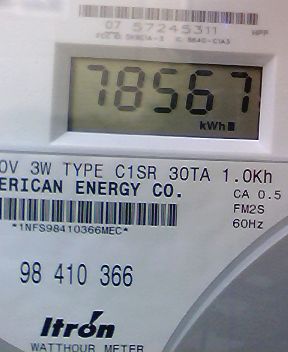 07 57245311
HPP
78567
kWh
0V 3W TYPE C1SR 30TA 1.0Kh
ERICAN ENERGY CO.
CA 0.5
FM2S
60Hz
*1NFS98410366MEC*
98 410 366
Itron
WATTHOUR METER